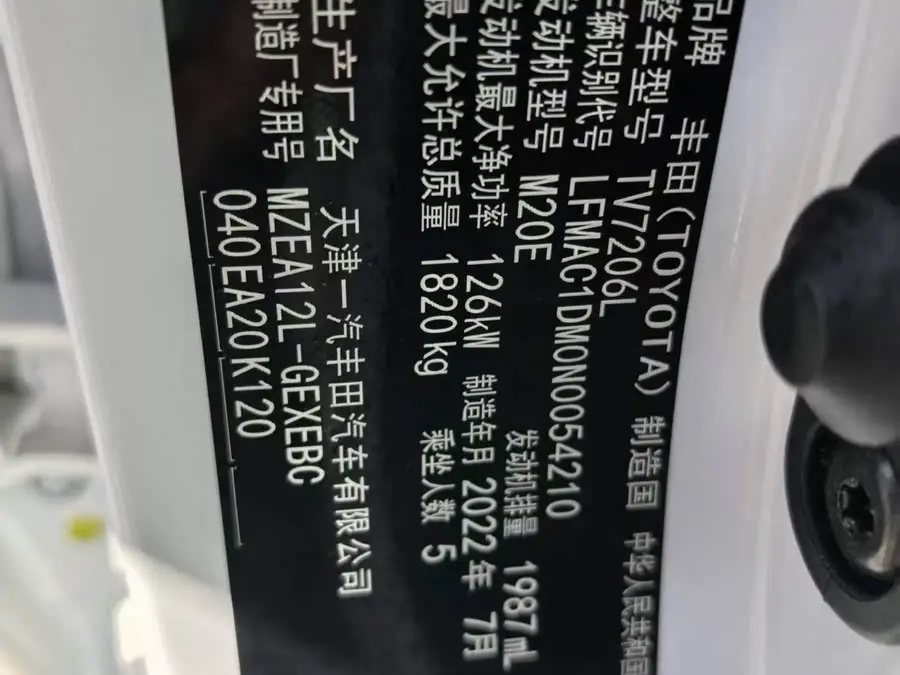 品牌 丰田(TOYOTA) 制造国 中华人民共和国
整车型号 TV7206L
车辆识别代号 LFMAC1DM0N0054210
发动机型号 M20E 发动机排量 1987mL
发动机最大净功率 126kW 制造年月 2022年 7月
最大允许总质量 1820kg 乘坐人数 5
生产厂名 天津一汽丰田汽车有限公司
制造厂专用号 MZEA12L-GEXEBC
040EA20K120